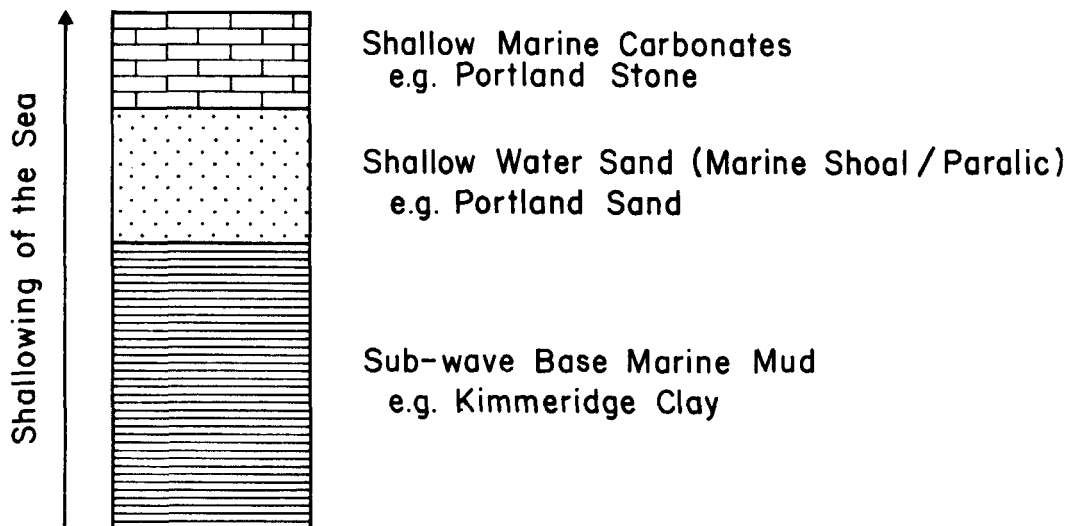 Shallowing of the Sea
Shallow Marine Carbonates
e.g. Portland Stone
Shallow Water Sand (Marine Shoal / Paralic)
e.g. Portland Sand
Sub-wave Base Marine Mud
e.g. Kimmeridge Clay